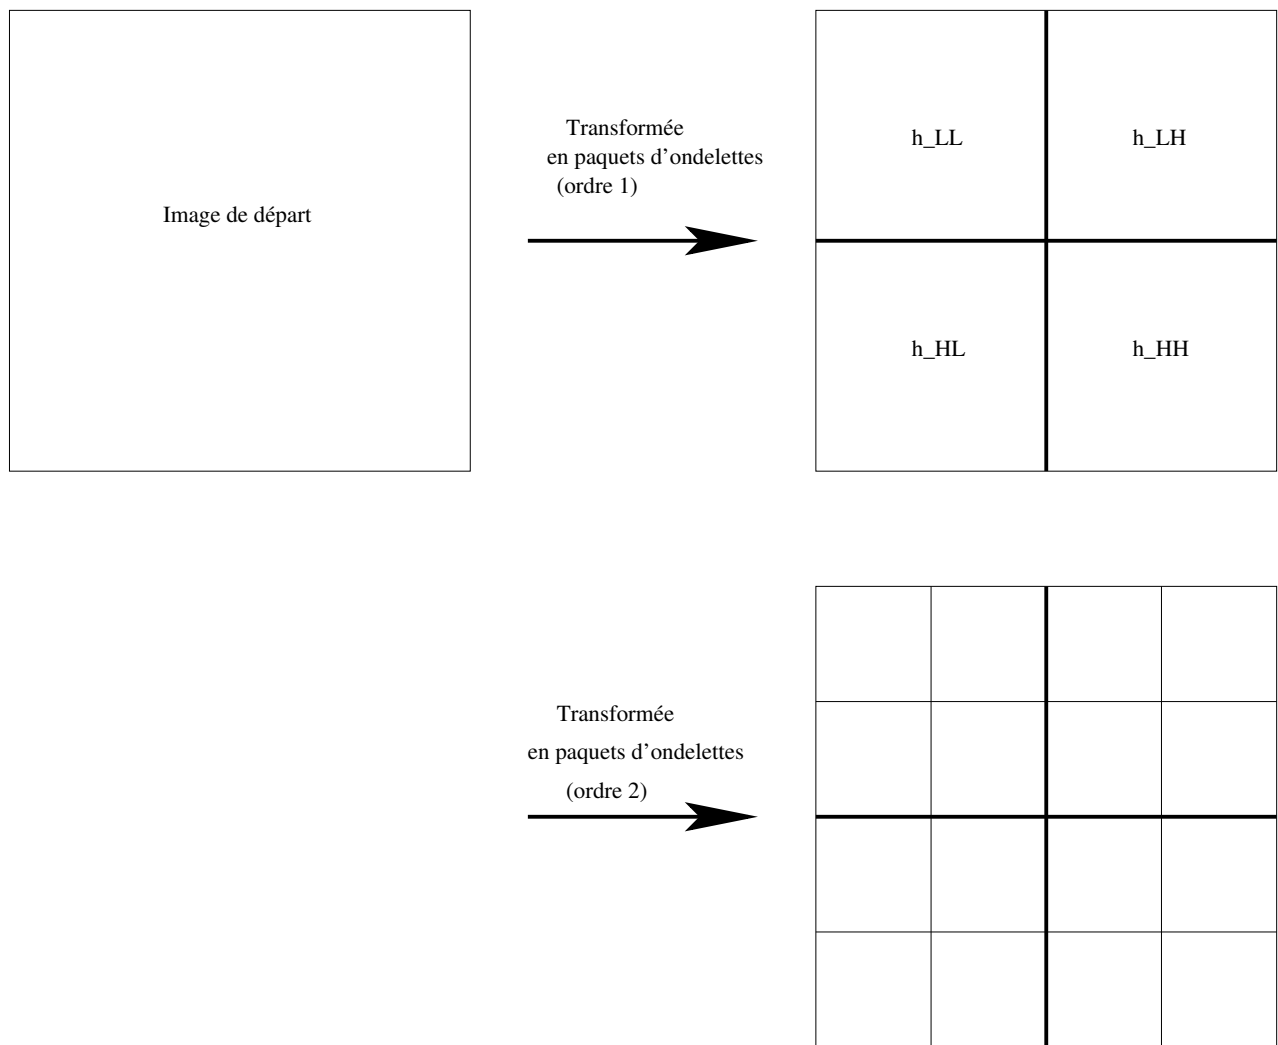 Image de départ
Transformée
en paquets d'ondelettes
(ordre 1)
h_LL
h_LH
h_HL
h_HH
Transformée
en paquets d'ondelettes
(ordre 2)